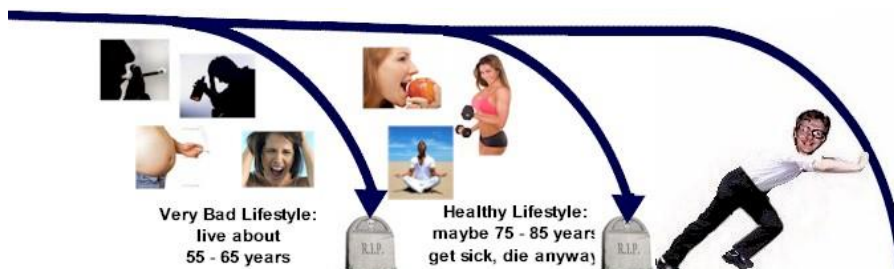 Very Bad Lifestyle:
live about
55 - 65 years
R.I.P.
Healthy Lifestyle:
maybe 75 - 85 years
get sick, die anyway
R.I.P.